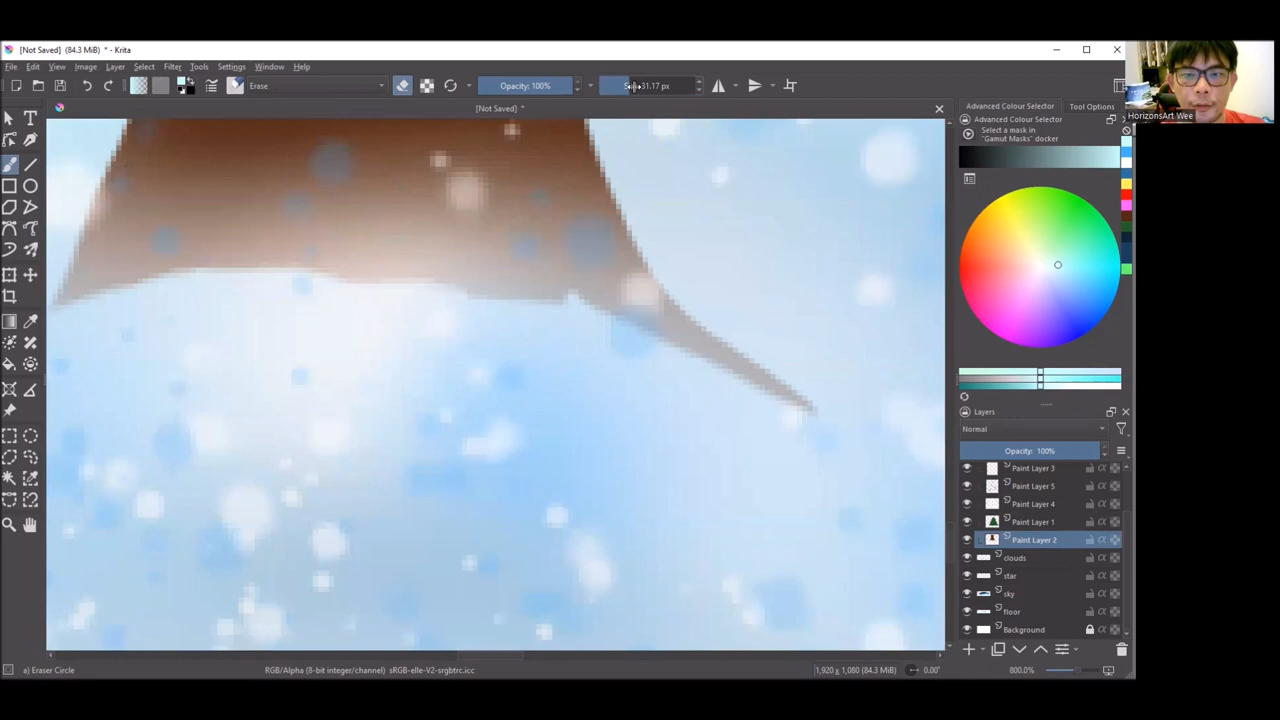 [Not Saved] (84.3 MiB) * - Krita
File Edit View Image Layer Select Filter Tools Settings Window Help
Erase
Opacity: 100%
31.17 px
[Not Saved] *
HorizonsArt Wee
Advanced Colour Selector
Tool Options
Advanced Colour Selector
Select a mask in
"Gamut Masks" docker
Layers
Normal
Opacity: 100%
Paint Layer 3
Paint Layer 5
Paint Layer 4
Paint Layer 1
Paint Layer 2
clouds
star
sky
floor
Background
a) Eraser Circle
RGB/Alpha (8-bit integer/channel) sRGB-elle-V2-srgbtrc.icc
1,920 x 1,080 (84.3 MiB)
0.00°
800.0%